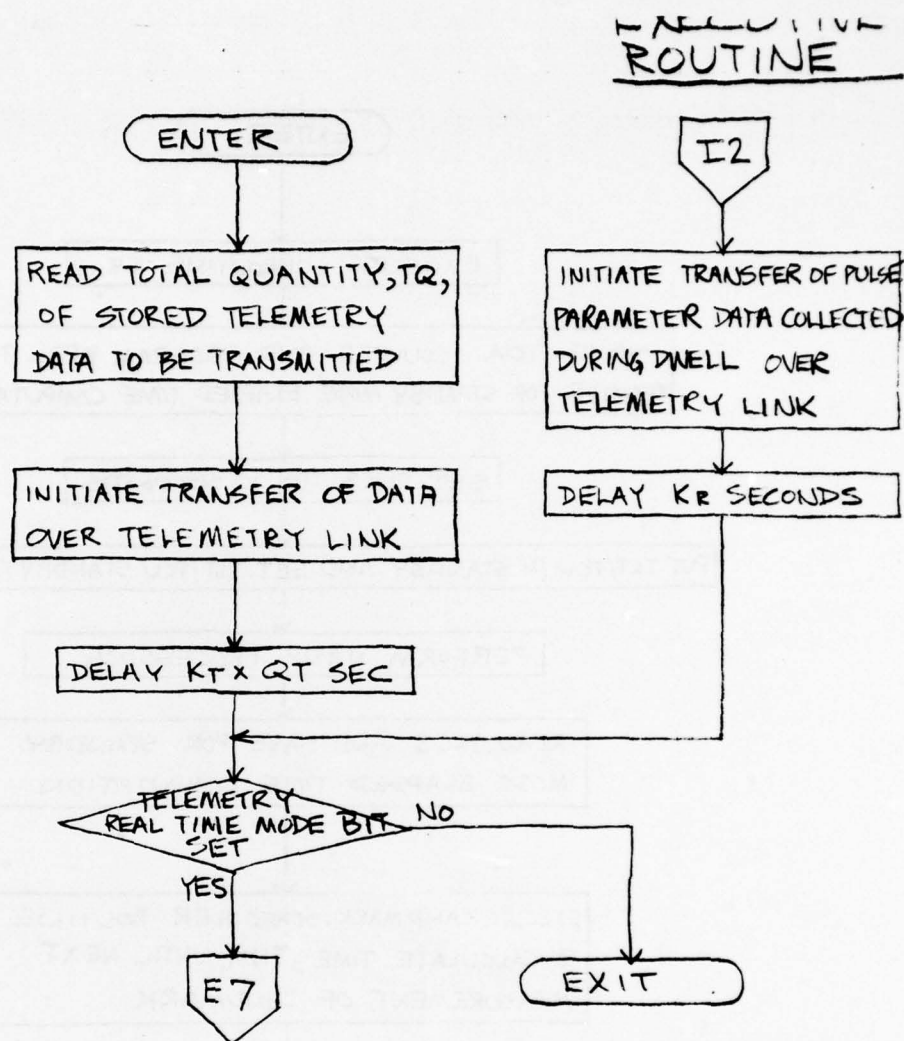 ROUTINE
ENTER
READ TOTAL QUANTITY, TQ,
OF STORED TELEMETRY
DATA TO BE TRANSMITTED
INITIATE TRANSFER OF DATA
OVER TELEMETRY LINK
DELAY KT X QT SEC
I2
INITIATE TRANSFER OF PULSE
PARAMETER DATA COLLECTED
DURING DWELL OVER
TELEMETRY LINK
DELAY KR SECONDS
TELEMETRY
REAL TIME MODE BIT
SET
NO
YES
E7
EXIT